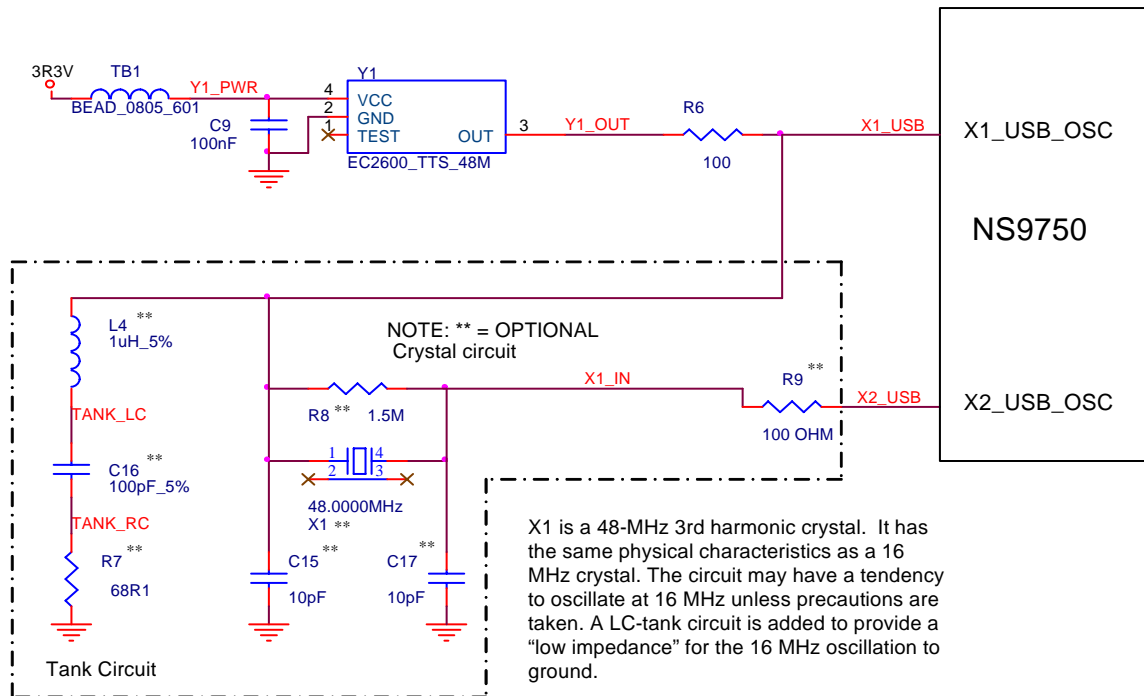 3R3V
TB1
BEAD_0805_601
Y1_PWR
C9
100nF
Y1
4
2
1
VCC
GND
TEST
OUT
3
EC2600_TTS_48M
Y1_OUT
R6
100
X1_USB
X1_USB_OSC
NS9750
L4 **
1uH_5%
NOTE: ** = OPTIONAL
Crystal circuit
TANK_LC
R8 ** 1.5M
X1_IN
R9 **
100 OHM
X2_USB
X2_USB_OSC
C16 **
100pF_5%
1 4
2 3
48.0000MHz
X1 **
TANK_RC
R7 **
68R1
C15 **
10pF
C17 **
10pF
Tank Circuit
X1 is a 48-MHz 3rd harmonic crystal. It has
the same physical characteristics as a 16
MHz crystal. The circuit may have a tendency
to oscillate at 16 MHz unless precautions are
taken. A LC-tank circuit is added to provide a
“low impedance” for the 16 MHz oscillation to
ground.